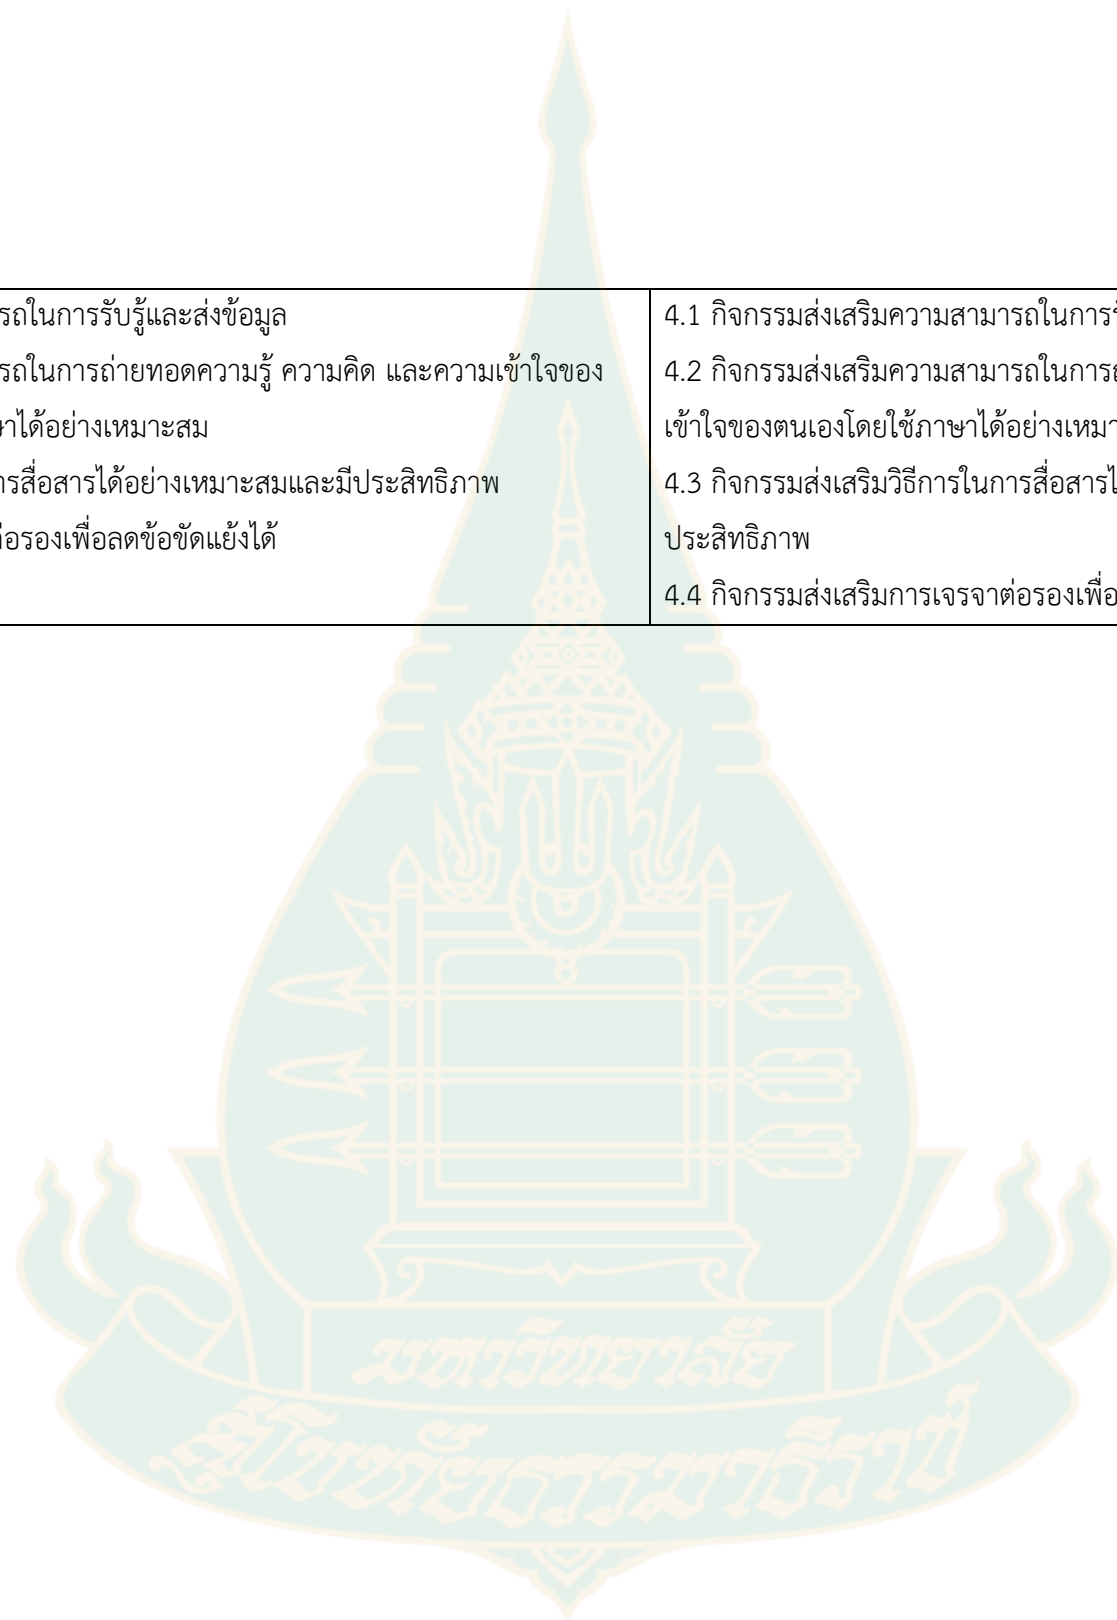 รถในการรับรู้และส่งข้อมูล
รถในการถ่ายทอดความรู้ ความคิด และความเข้าใจของ
ษาได้อย่างเหมาะสม
ารสื่อสารได้อย่างเหมาะสมและมีประสิทธิภาพ
ต่อรองเพื่อลดข้อขัดแย้งได้
4.1 กิจกรรมส่งเสริมความสามารถในการรั
4.2 กิจกรรมส่งเสริมความสามารถในการถ
เข้าใจของตนเองโดยใช้ภาษาได้อย่างเหมา
4.3 กิจกรรมส่งเสริมวิธีการในการสื่อสารไ
ประสิทธิภาพ
4.4 กิจกรรมส่งเสริมการเจรจาต่อรองเพื่อ
มหาวิทยาลัย
สุโขทัยธรรมาธิราช